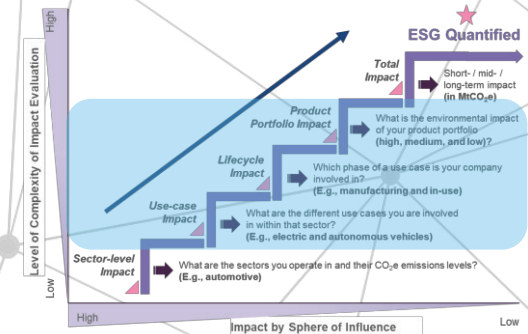 High
ESG Quantified
Total
Impact
Short- / mid- /
long-term impact
(in MtCO2e)
Product
Portfolio Impact
What is the environmental impact
of your product portfolio
(high, medium, and low)?
Lifecycle
Impact
Which phase of a use case is your company
involved in?
(E.g., manufacturing and in-use)
Use-case
Impact
What are the different use cases you are involved
in within that sector?
(E.g., electric and autonomous vehicles)
Sector-level
Impact
What are the sectors you operate in and their CO2e emissions levels?
(E.g., automotive)
Level of Complexity of Impact Evaluation
Low
High
Impact by Sphere of Influence
Low